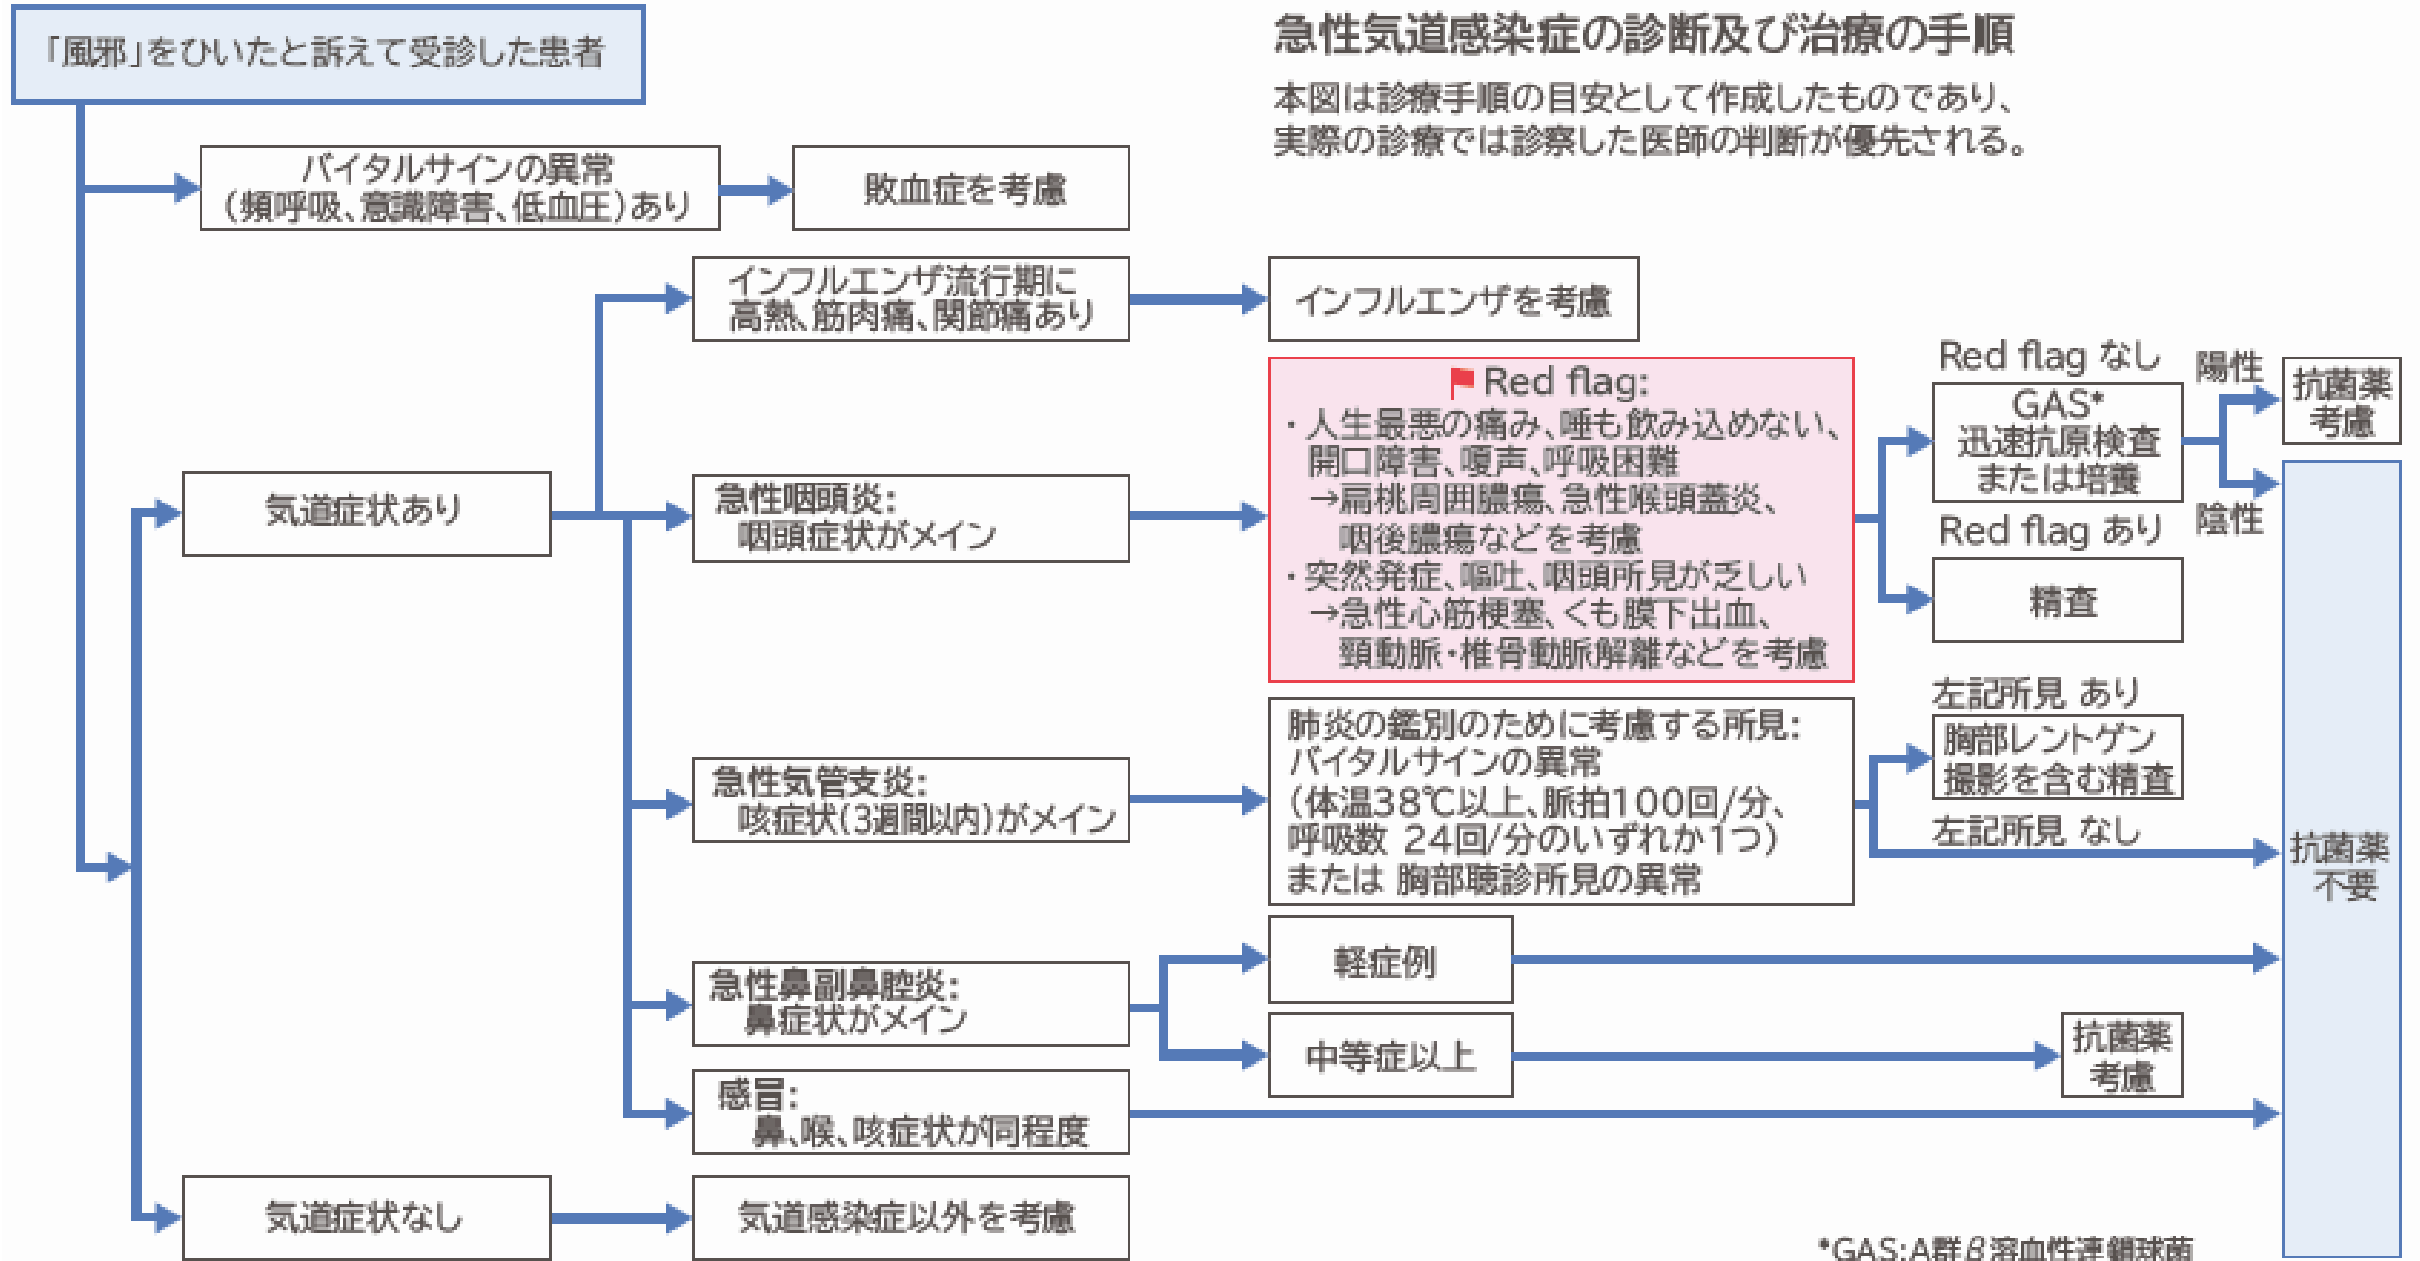 「風邪」をひいたと訴えて受診した患者
急性気道感染症の診断及び治療の手順
本図は診療手順の目安として作成したものであり、
実際の診療では診察した医師の判断が優先される。
バイタルサインの異常
（頻呼吸、意識障害、低血圧）あり
敗血症を考慮
インフルエンザ流行期に
高熱、筋肉痛、関節痛あり
インフルエンザを考慮
気道症状あり
急性咽頭炎：
咽頭症状がメイン
Red flag:
・人生最悪の痛み、唾も飲み込めない、
開口障害、嗄声、呼吸困難
→扁桃周囲膿瘍、急性喉頭蓋炎、
咽後膿瘍などを考慮
・突然発症、嘔吐、咽頭所見が乏しい
→急性心筋梗塞、くも膜下出血、
頸動脈・椎骨動脈解離などを考慮
Red flag なし
GAS*
迅速抗原検査
または培養
陽性
抗菌薬
考慮
陰性
Red flag あり
精査
急性気管支炎：
咳症状（3週間以内）がメイン
肺炎の鑑別のために考慮する所見：
バイタルサインの異常
（体温38℃以上、脈拍100回/分、
呼吸数 24回/分のいずれか1つ）
または 胸部聴診所見の異常
左記所見 あり
胸部レントゲン
撮影を含む精査
左記所見 なし
抗菌薬
不要
急性鼻副鼻腔炎：
鼻症状がメイン
軽症例
中等症以上
抗菌薬
考慮
感冒：
鼻、喉、咳症状が同程度
気道症状なし
気道感染症以外を考慮
*GAS：A群β溶血性連鎖球菌